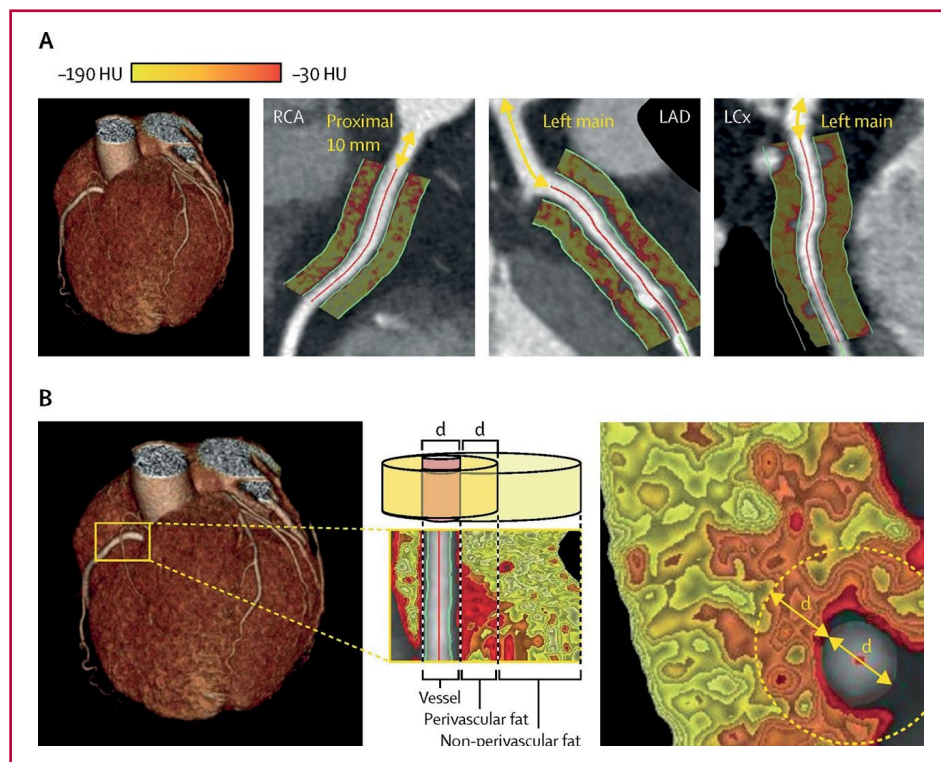 A
–190 HU
–30 HU
RCA
Proximal
10 mm
Left main
LAD
LCx
Left main
B
d
d
Vessel
Perivascular fat
Non-perivascular fat
d
d